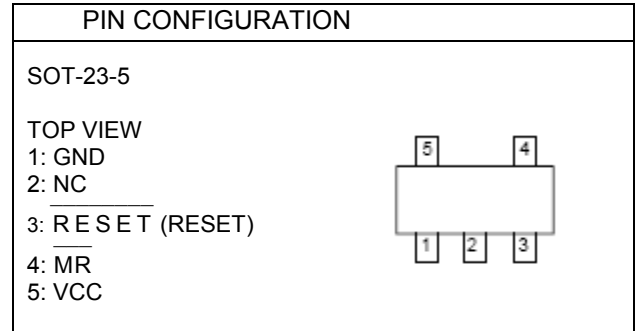 PIN CONFIGURATION
SOT-23-5
TOP VIEW
1: GND
2: NC
3: R E S E T (RESET)
4: MR
5: VCC
5 4
1 2 3